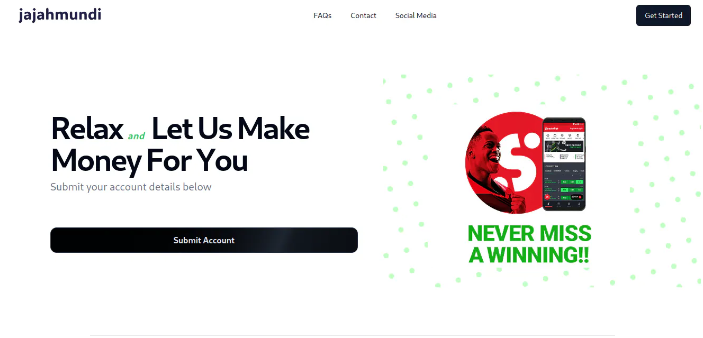 jajahmundi
FAQs
Contact
Social Media
Get Started
Relax and Let Us Make
Money For You
Submit your account details below
Submit Account
NEVER MISS
A WINNING!!